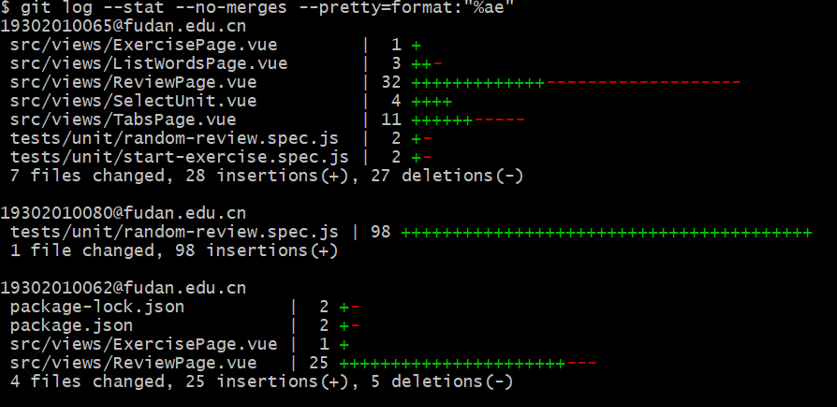 $ git log --stat --no-merges --pretty=format:"%ae"
19302010065@fudan.edu.cn
 src/views/ExercisePage.vue        |  1 +
 src/views/ListWordsPage.vue       |  3 ++-
 src/views/ReviewPage.vue          | 32 +++++++++++++-------------------
 src/views/SelectUnit.vue          |  4 ++++
 src/views/TabsPage.vue            | 11 ++++++-----
 tests/unit/random-review.spec.js  |  2 +-
 tests/unit/start-exercise.spec.js |  2 +-
 7 files changed, 28 insertions(+), 27 deletions(-)

19302010080@fudan.edu.cn
 tests/unit/random-review.spec.js | 98 ++++++++++++++++++++++++++++++++++++++++
 1 file changed, 98 insertions(+)

19302010062@fudan.edu.cn
 package-lock.json          |  2 +-
 package.json               |  2 +-
 src/views/ExercisePage.vue |  1 +
 src/views/ReviewPage.vue   | 25 ++++++++++++++++++++++---
 4 files changed, 25 insertions(+), 5 deletions(-)